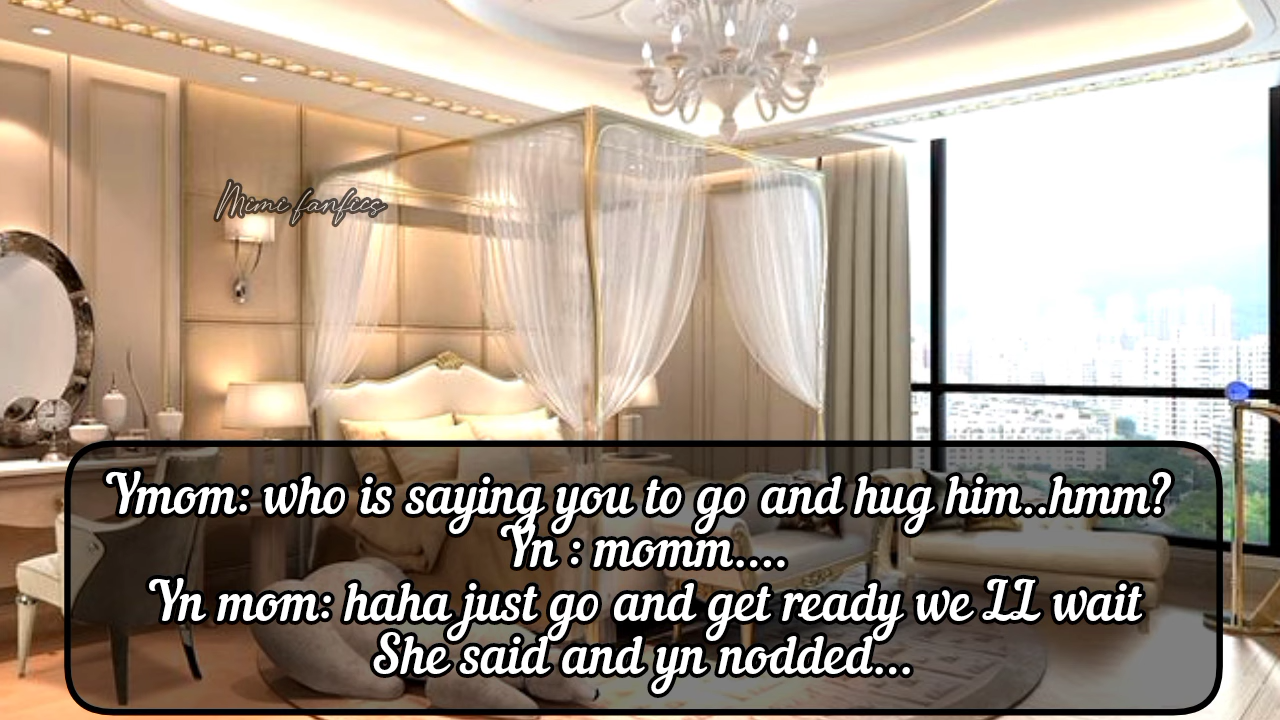 Mimi fanfics
Ymom: who is saying you to go and hug him..hmm?
Yn : momm....
Yn mom: haha just go and get ready we II wait
She said and yn nodded...